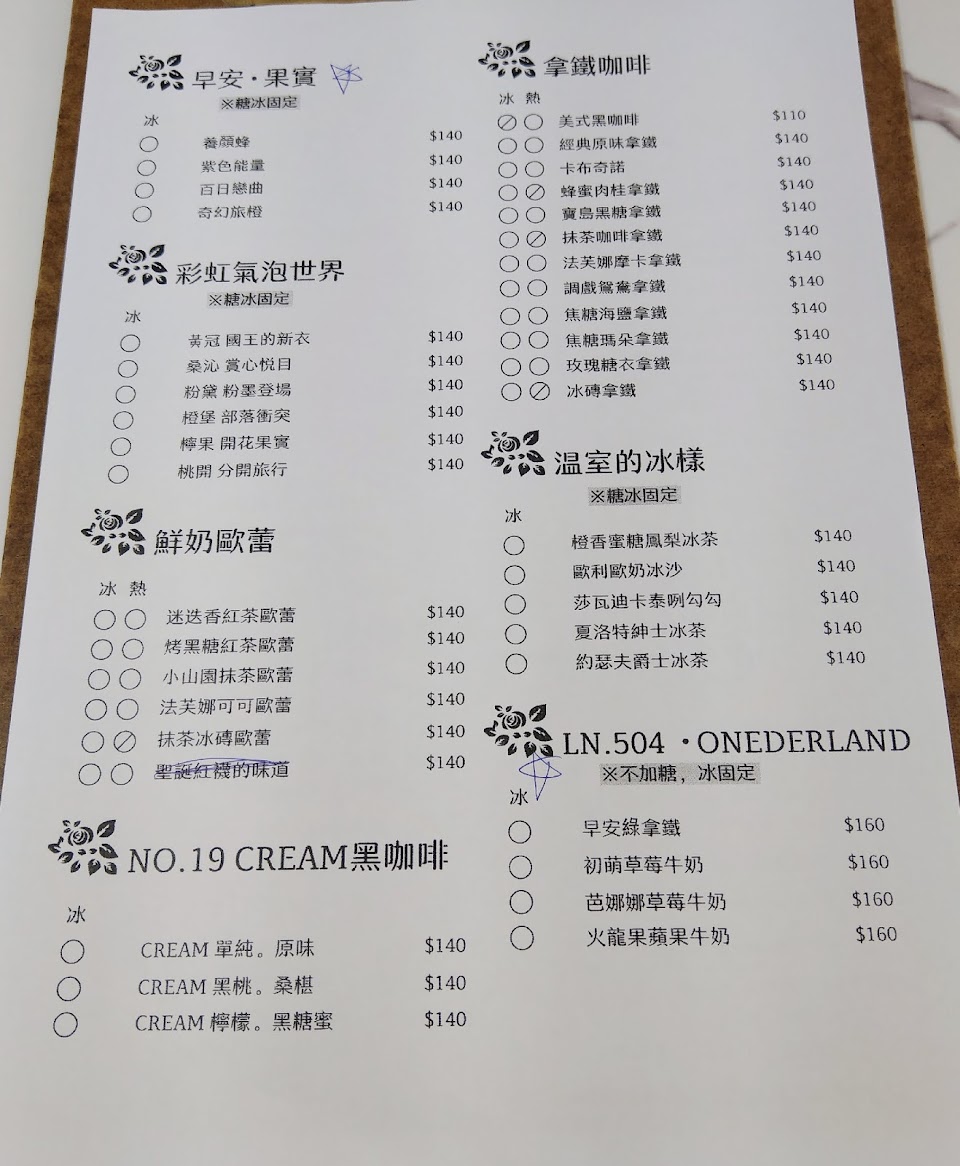 早安·果實
※糖冰固定
冰
養顏蜂 $140
紫色能量 $140
百日戀曲 $140
奇幻旅橙 $140
彩虹氣泡世界
※糖冰固定
冰
黃冠 國王的新衣 $140
桑沁 賞心悅目 $140
粉黛 粉墨登場 $140
橙堡 部落衝突 $140
檸果 開花果實 $140
桃開 分開旅行 $140
鮮奶歐蕾
冰 熱
迷迭香紅茶歐蕾 $140
烤黑糖紅茶歐蕾 $140
小山園抹茶歐蕾 $140
法芙娜可可歐蕾 $140
抹茶冰磚歐蕾 $140
聖誕紅襪的味道 $140
NO.19 CREAM黑咖啡
冰
CREAM 單純。原味 $140
CREAM 黑桃。桑椹 $140
CREAM 檸檬。黑糖蜜 $140
拿鐵咖啡
冰 熱
美式黑咖啡 $110
經典原味拿鐵 $140
卡布奇諾 $140
蜂蜜肉桂拿鐵 $140
寶島黑糖拿鐵 $140
抹茶咖啡拿鐵 $140
法芙娜摩卡拿鐵 $140
調戲鴛鴦拿鐵 $140
焦糖海鹽拿鐵 $140
焦糖瑪朵拿鐵 $140
玫瑰糖衣拿鐵 $140
冰磚拿鐵 $140
温室的冰樣
※糖冰固定
冰
橙香蜜糖鳳梨冰茶 $140
歐利歐奶冰沙 $140
莎瓦迪卡泰咧勾勾 $140
夏洛特紳士冰茶 $140
約瑟夫爵士冰茶 $140
LN.504 ·ONEDERLAND
※不加糖，冰固定
冰
早安綠拿鐵 $160
初萌草莓牛奶 $160
芭娜娜草莓牛奶 $160
火龍果蘋果牛奶 $160